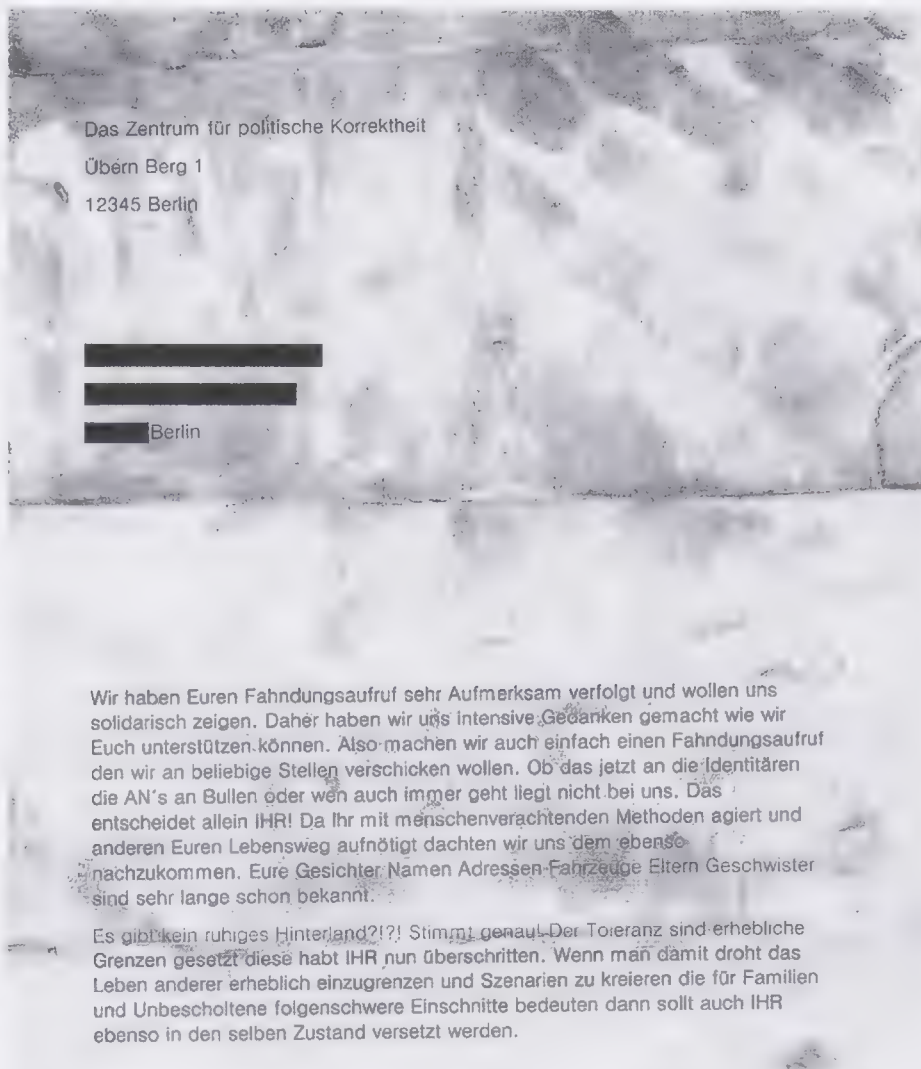 Das Zentrum für politische Korrektheit
Übern Berg 1
12345 Berlin
Berlin
Wir haben Euren Fahndungsaufruf sehr Aufmerksam verfolgt und wollen uns
solidarisch zeigen. Daher haben wir uns intensive Gedanken gemacht wie wir
Euch unterstützen können. Also machen wir auch einfach einen Fahndungsaufruf
den wir an beliebige Stellen verschicken wollen. Ob das jetzt an die Identitären
die AN's an Bullen oder wen auch immer geht liegt nicht bei uns. Das
entscheidet allein IHR! Da Ihr mit menschenverachtenden Methoden agiert und
anderen Euren Lebensweg aufnötigt dachten wir uns dem ebenso
nachzukommen. Eure Gesichter Namen Adressen Fahrzeuge Eltern Geschwister
sind sehr lange schon bekannt.
Es gibt kein ruhiges Hinterland?!?! Stimmt genau! Der Toleranz sind erhebliche
Grenzen gesetzt diese habt IHR nun überschritten. Wenn man damit droht das
Leben anderer erheblich einzugrenzen und Szenarien zu kreieren die für Familien
und Unbescholtene folgenschwere Einschnitte bedeuten dann sollt auch IHR
ebenso in den selben Zustand versetzt werden.